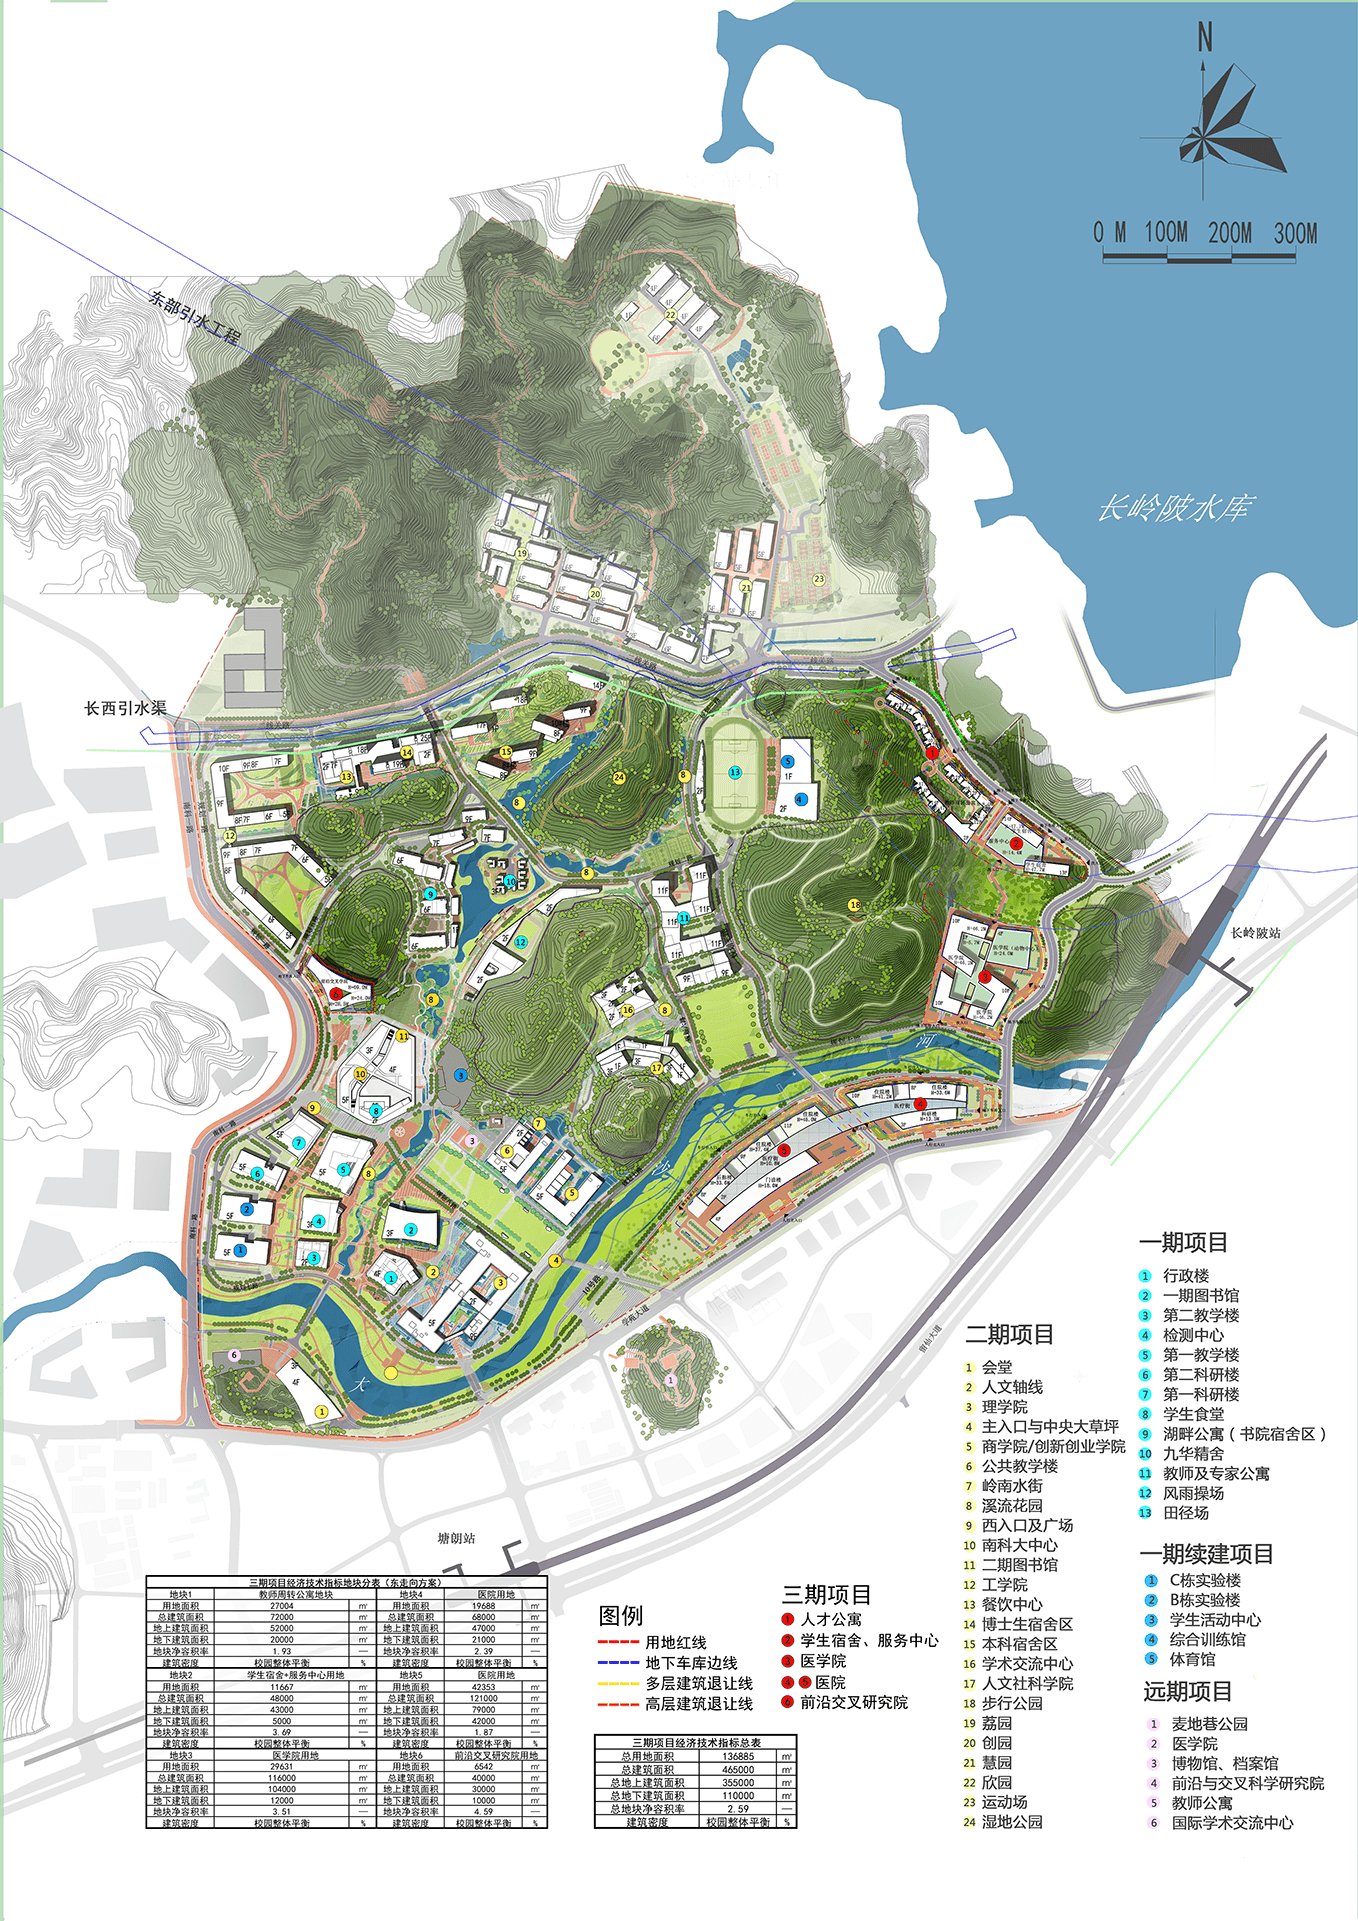 N
0 M 100M 200M 300M
东部引水工程
长岭陂水库
长西引水渠
长岭陂站
塘朗站
大
沙
河
学苑大道
留仙大道
南科一路
10号路
一期项目
1 行政楼
2 一期图书馆
3 第二教学楼
4 检测中心
5 第一教学楼
6 第二科研楼
7 第一科研楼
8 学生食堂
9 湖畔公寓（书院宿舍区）
10 九华精舍
11 教师及专家公寓
12 风雨操场
13 田径场
一期续建项目
1 C栋实验楼
2 B栋实验楼
3 学生活动中心
4 综合训练馆
5 体育馆
远期项目
1 麦地巷公园
2 医学院
3 博物馆、档案馆
4 前沿与交叉科学研究院
5 教师公寓
6 国际学术交流中心
二期项目
1 会堂
2 人文轴线
3 理学院
4 主入口与中央大草坪
5 商学院/创新创业学院
6 公共教学楼
7 岭南水街
8 溪流花园
9 西入口及广场
10 南科大中心
11 二期图书馆
12 工学院
13 餐饮中心
14 博士生宿舍区
15 本科宿舍区
16 学术交流中心
17 人文社科学院
18 步行公园
19 荔园
20 创园
21 慧园
22 欣园
23 运动场
24 湿地公园
三期项目
1 人才公寓
2 学生宿舍、服务中心
3 医学院
4 5 医院
6 前沿交叉研究院
图例
用地红线
地下车库边线
多层建筑退让线
高层建筑退让线
三期项目经济技术指标地块分表（东走向方案）
地块1 教师周转公寓地块 地块4 医院用地
用地面积 27004 ㎡ 用地面积 19688 ㎡
总建筑面积 72000 ㎡ 总建筑面积 68000 ㎡
地上建筑面积 52000 ㎡ 地上建筑面积 47000 ㎡
地下建筑面积 20000 ㎡ 地下建筑面积 21000 ㎡
地块净容积率 1.93 — 地块净容积率 2.39 —
建筑密度 校园整体平衡 % 建筑密度 校园整体平衡 %
地块2 学生宿舍+服务中心用地 地块5 医院用地
用地面积 11667 ㎡ 用地面积 42353 ㎡
总建筑面积 48000 ㎡ 总建筑面积 121000 ㎡
地上建筑面积 43000 ㎡ 地上建筑面积 79000 ㎡
地下建筑面积 5000 ㎡ 地下建筑面积 42000 ㎡
地块净容积率 3.69 — 地块净容积率 1.87 —
建筑密度 校园整体平衡 % 建筑密度 校园整体平衡 %
地块3 医学院用地 地块6 前沿交叉研究院用地
用地面积 29631 ㎡ 用地面积 6542 ㎡
总建筑面积 116000 ㎡ 总建筑面积 40000 ㎡
地上建筑面积 104000 ㎡ 地上建筑面积 30000 ㎡
地下建筑面积 12000 ㎡ 地下建筑面积 10000 ㎡
地块净容积率 3.51 — 地块净容积率 4.59 —
建筑密度 校园整体平衡 % 建筑密度 校园整体平衡 %
三期项目经济技术指标总表
总用地面积 136885 ㎡
总建筑面积 465000 ㎡
总地上建筑面积 355000 ㎡
总地下建筑面积 110000 ㎡
总地块净容积率 2.59 —
建筑密度 校园整体平衡 %